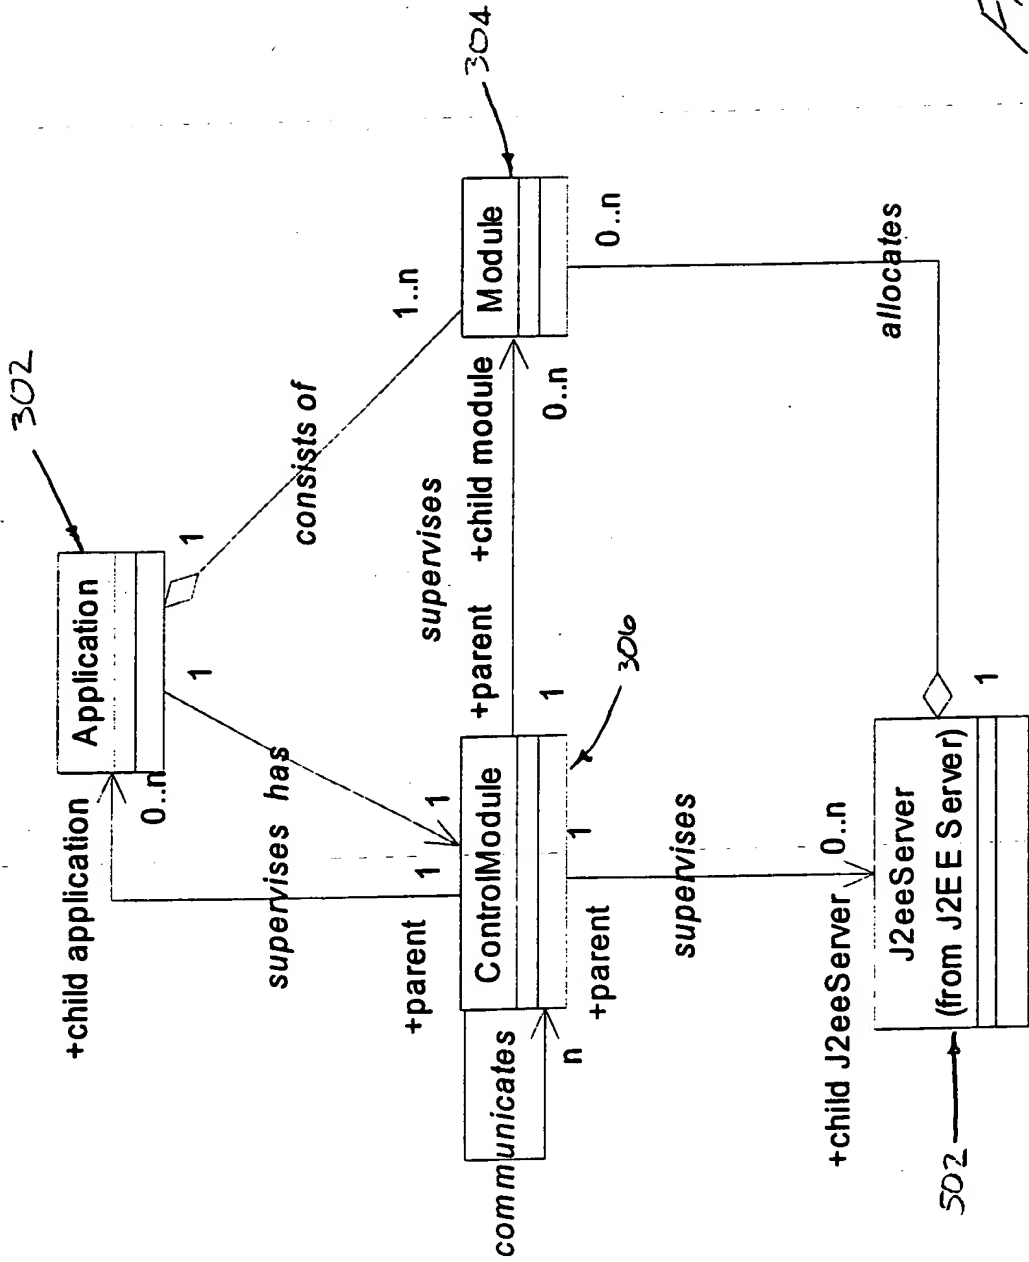 302
Application
+child application
0..n
1
1
consists of
supervises has
1..n
304
Module
0..n
supervises
+parent +child module
1
0..n
+parent
1
1
ControlModule
306
communicates
n
1
+parent
supervises
allocates
+child J2eeServer 0..n
1
J2eeServer
(from J2EE Server)
502